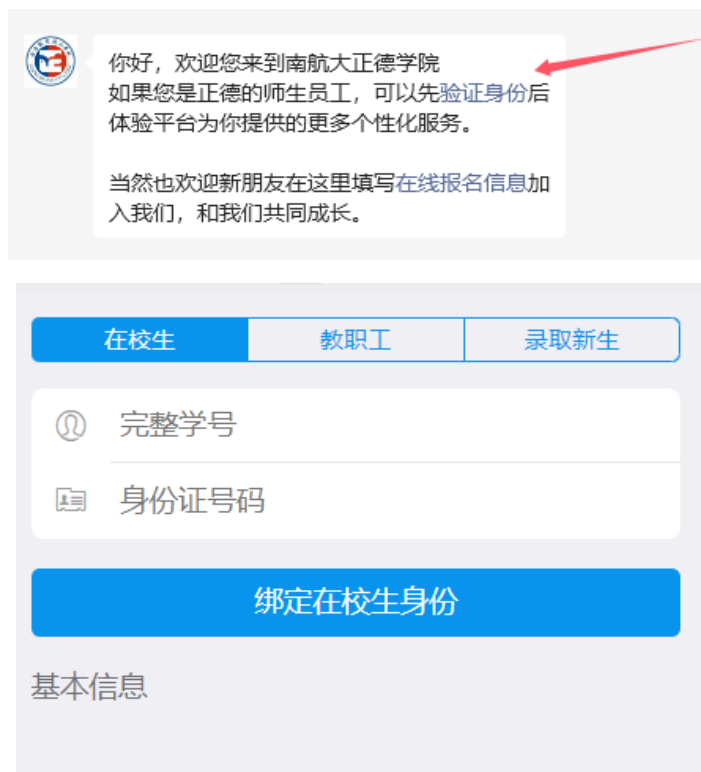 你好，欢迎您来到南航大正德学院
如果您是正德的师生员工，可以先验证身份后
体验平台为你提供的更多个性化服务。
当然也欢迎新朋友在这里填写在线报名信息加
入我们，和我们共同成长。
在校生 教职工 录取新生
完整学号
身份证号码
绑定在校生身份
基本信息